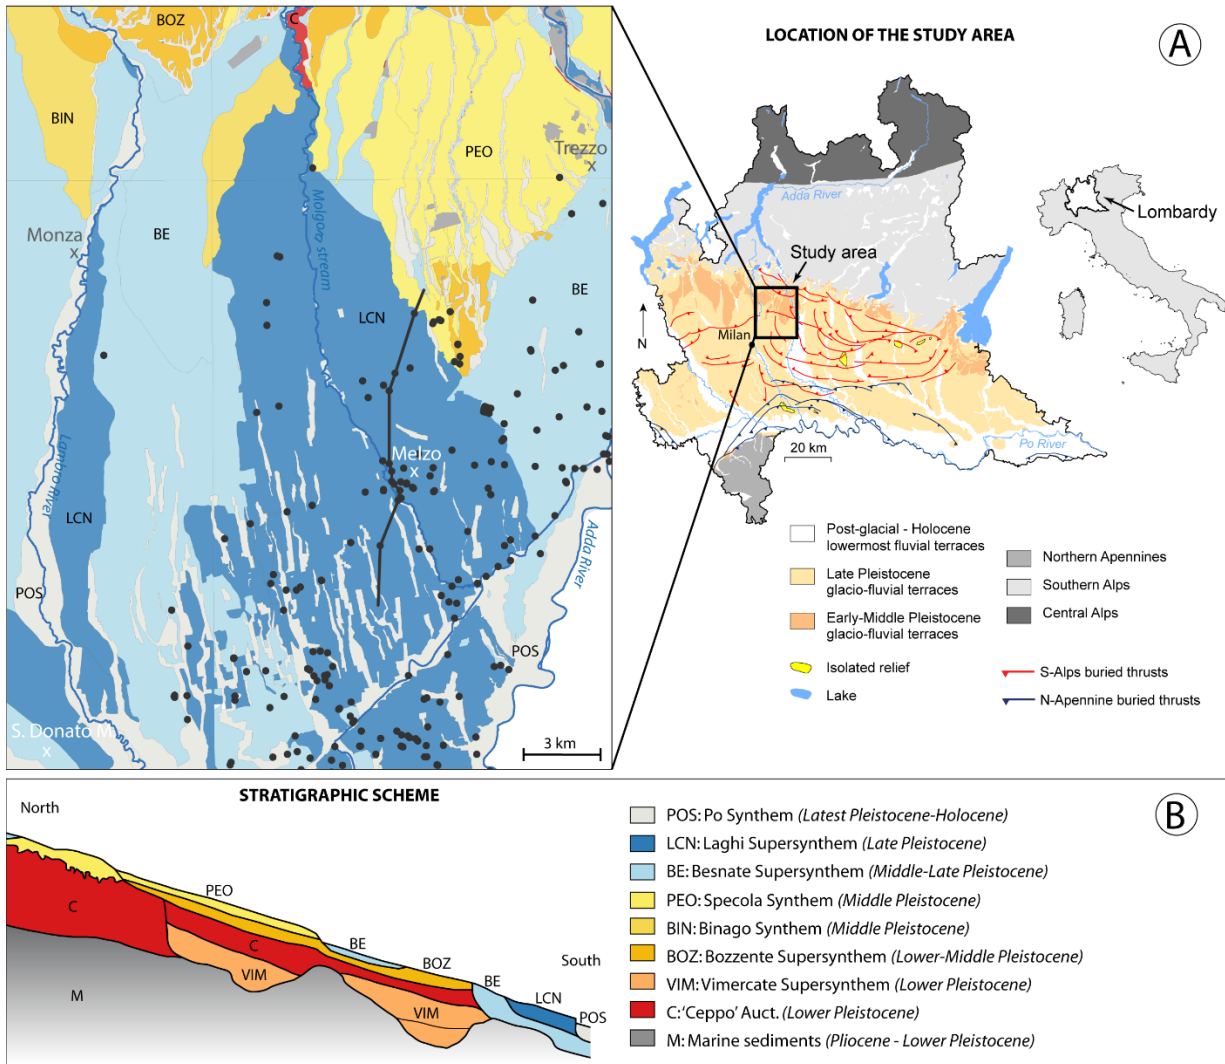 BOZ
C
BIN
PEO
Trezzo
x
Monza
x
BE
Molgora stream
BE
LCN
Melzo
x
Lambro River
LCN
Adda River
POS
POS
S. Donato M.
x
3 km
LOCATION OF THE STUDY AREA
A
Adda River
Lombardy
Study area
N
Milan
Po River
20 km
Post-glacial - Holocene
lowermost fluvial terraces
Late Pleistocene
glacio-fluvial terraces
Early-Middle Pleistocene
glacio-fluvial terraces
Isolated relief
Lake
Northern Apennines
Southern Alps
Central Alps
S-Alps buried thrusts
N-Apennine buried thrusts
STRATIGRAPHIC SCHEME
B
North
PEO
C
C
BE
VIM
BOZ
South
BE
M
LCN
VIM
POS
POS: Po Synthem (Latest Pleistocene-Holocene)
LCN: Laghi Supersynthem (Late Pleistocene)
BE: Besnate Supersynthem (Middle-Late Pleistocene)
PEO: Specola Synthem (Middle Pleistocene)
BIN: Binago Synthem (Middle Pleistocene)
BOZ: Bozzente Supersynthem (Lower-Middle Pleistocene)
VIM: Vimercate Supersynthem (Lower Pleistocene)
C: 'Ceppo' Auct. (Lower Pleistocene)
M: Marine sediments (Pliocene - Lower Pleistocene)